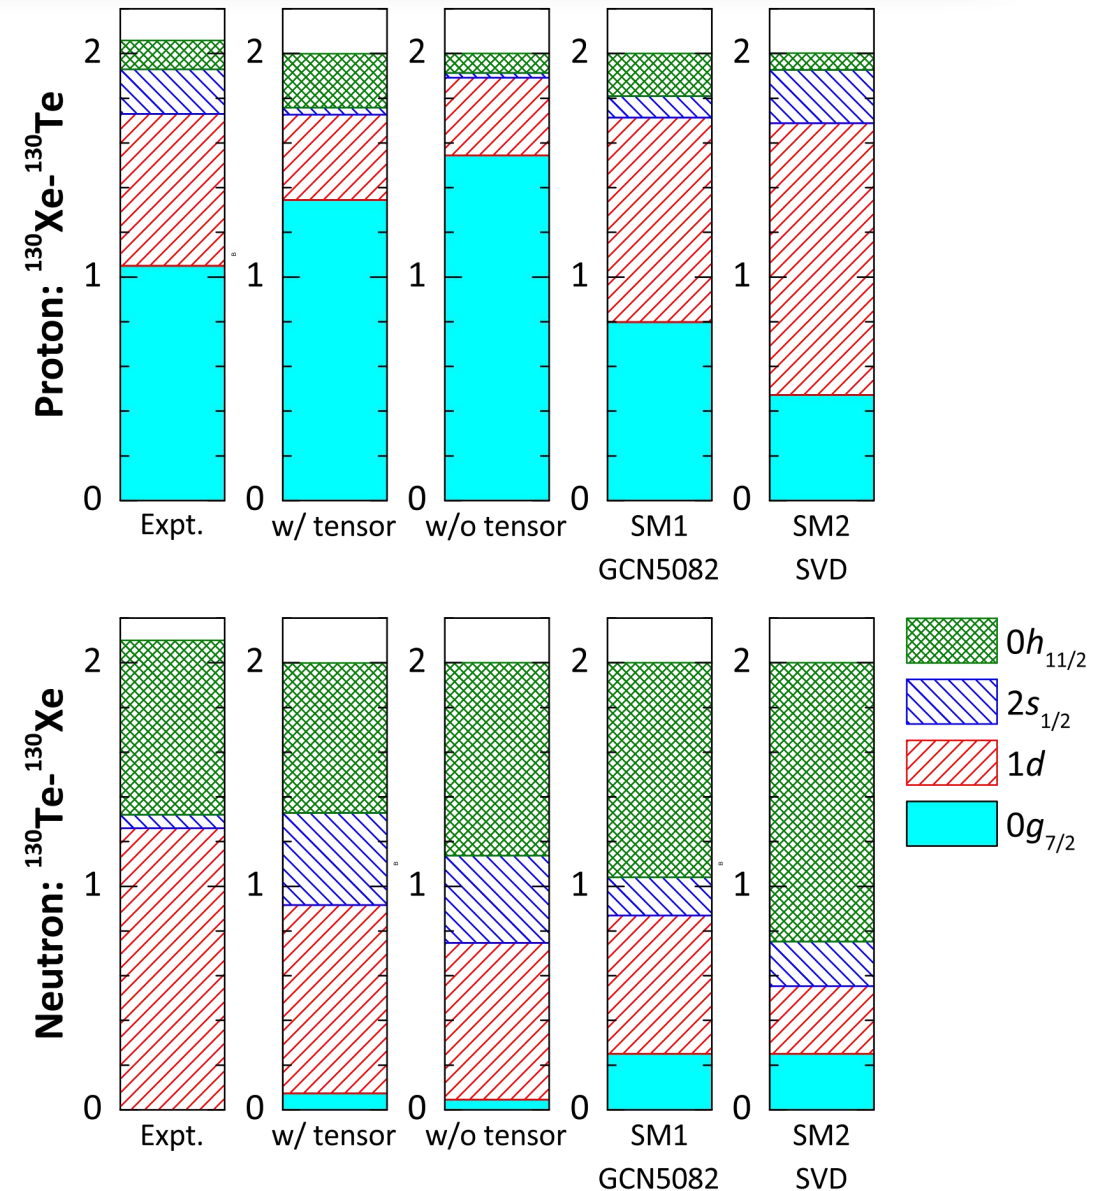 Proton: ¹³⁰Xe-¹³⁰Te
2 2 2 2 2
1 1 1 1 1
0 0 0 0 0
Expt. w/ tensor w/o tensor SM1 SM2
GCN5082 SVD
Neutron: ¹³⁰Te-¹³⁰Xe
2 2 2 2 2
1 1 1 1 1
0 0 0 0 0
Expt. w/ tensor w/o tensor SM1 SM2
GCN5082 SVD
0h₁₁/₂
2s₁/₂
1d
0g₇/₂